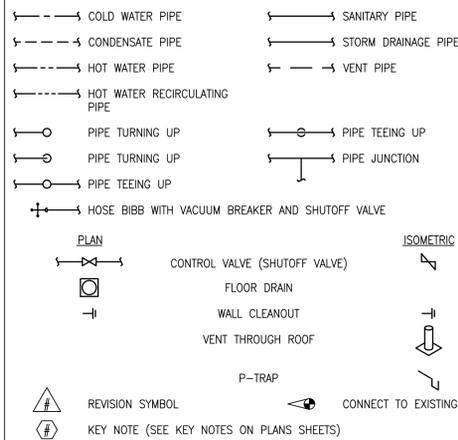 COLD WATER PIPE
SANITARY PIPE
CONDENSATE PIPE
STORM DRAINAGE PIPE
HOT WATER PIPE
VENT PIPE
HOT WATER RECIRCULATING
PIPE
PIPE TURNING UP
PIPE TEEING UP
PIPE TURNING UP
PIPE JUNCTION
PIPE TEEING UP
HOSE BIBB WITH VACUUM BREAKER AND SHUTOFF VALVE
PLAN
ISOMETRIC
CONTROL VALVE (SHUTOFF VALVE)
FLOOR DRAIN
WALL CLEANOUT
VENT THROUGH ROOF
P-TRAP
# REVISION SYMBOL
CONNECT TO EXISTING
# KEY NOTE (SEE KEY NOTES ON PLANS SHEETS)